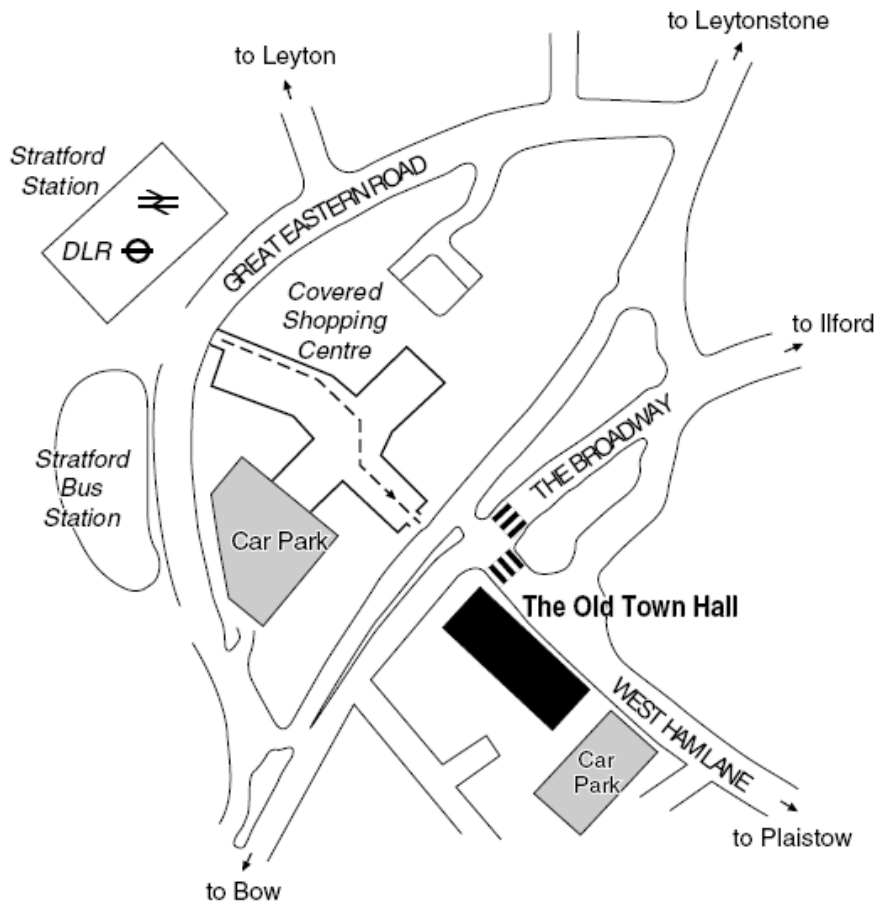 to Leytonstone
to Leyton
Stratford
Station
DLR
GREAT EASTERN ROAD
Covered
Shopping
Centre
to Ilford
THE BROADWAY
Stratford
Bus
Station
Car Park
The Old Town Hall
WEST HAM LANE
Car
Park
to Plaistow
to Bow